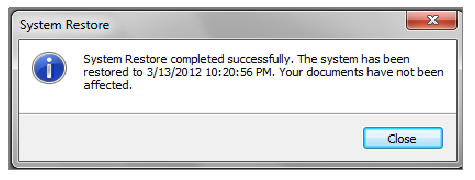 System Restore
System Restore completed successfully. The system has been
restored to 3/13/2012 10:20:56 PM. Your documents have not been
affected.
Close